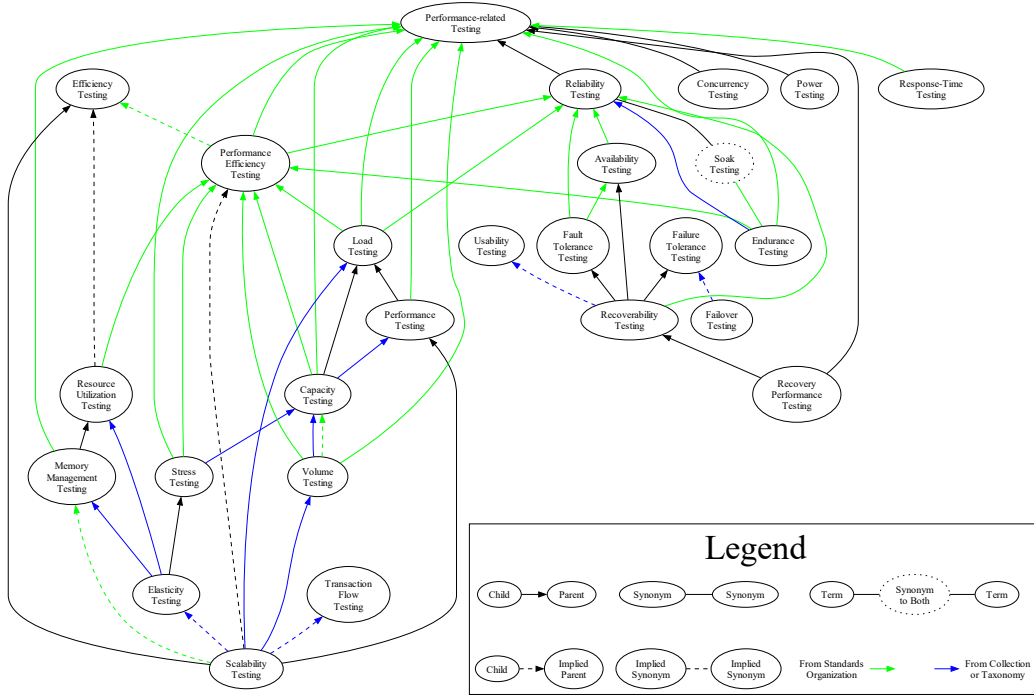 Performance-related
Testing
Efficiency
Testing
Reliability
Testing
Concurrency
Testing
Power
Testing
Response-Time
Testing
Performance
Efficiency
Testing
Availability
Testing
Soak
Testing
Load
Testing
Usability
Testing
Fault
Tolerance
Testing
Failure
Tolerance
Testing
Endurance
Testing
Performance
Testing
Recoverability
Testing
Failover
Testing
Resource
Utilization
Testing
Capacity
Testing
Recovery
Performance
Testing
Memory
Management
Testing
Stress
Testing
Volume
Testing
Elasticity
Testing
Transaction
Flow
Testing
Scalability
Testing
Legend
Child
Parent
Synonym
Synonym
Term
Synonym
to Both
Term
Child
Implied
Parent
Implied
Synonym
Implied
Synonym
From Standards
Organization
From Collection
or Taxonomy